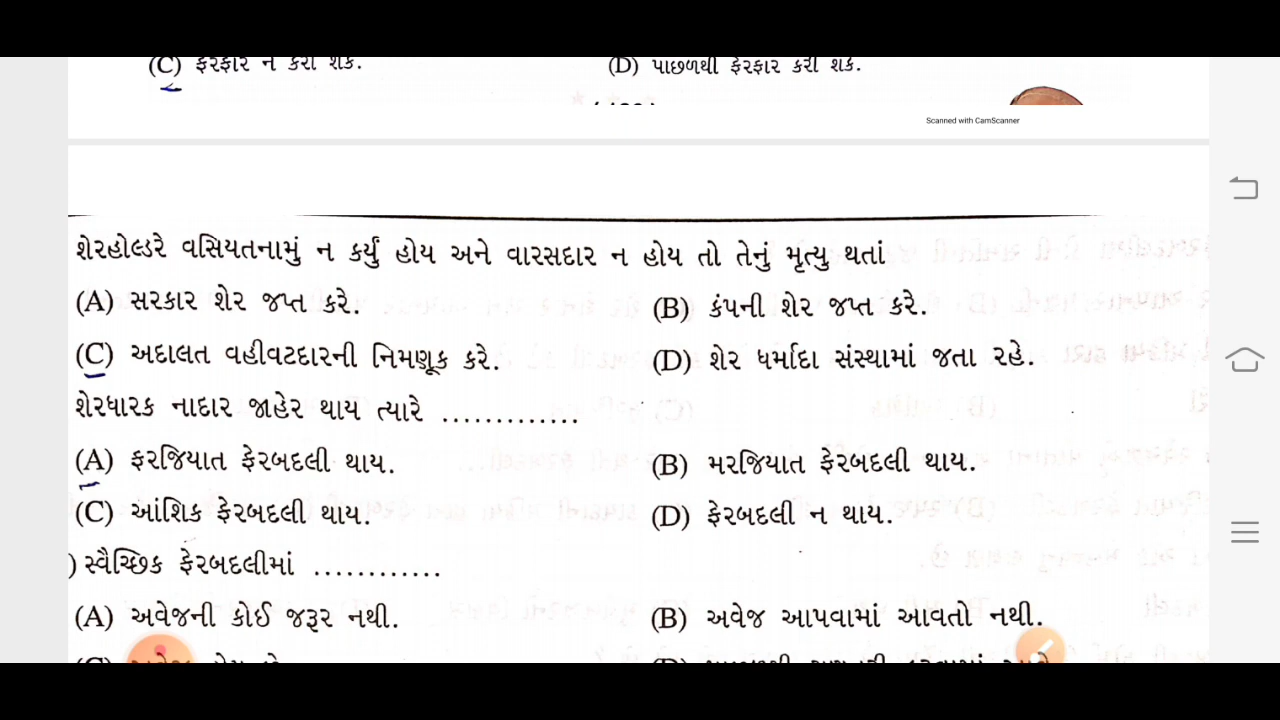 (C) ફેરફાર ન કરી શકે. (D) પાછળથી ફેરફાર કરી શકે.
Scanned with CamScanner
શેરહોલ્ડરે વસિયતનામું ન કર્યું હોય અને વારસદાર ન હોય તો તેનું મૃત્યુ થતાં
(A) સરકાર શેર જપ્ત કરે. (B) કંપની શેર જપ્ત કરે.
(C) અદાલત વહીવટદારની નિમણૂક કરે. (D) શેર ધર્માદા સંસ્થામાં જતા રહે.
શેરધારક નાદાર જાહેર થાય ત્યારે .............
(A) ફરજિયાત ફેરબદલી થાય. (B) મરજિયાત ફેરબદલી થાય.
(C) આંશિક ફેરબદલી થાય. (D) ફેરબદલી ન થાય.
) સ્વૈચ્છિક ફેરબદલીમાં ............
(A) અવેજની કોઈ જરૂર નથી. (B) અવેજ આપવામાં આવતો નથી.